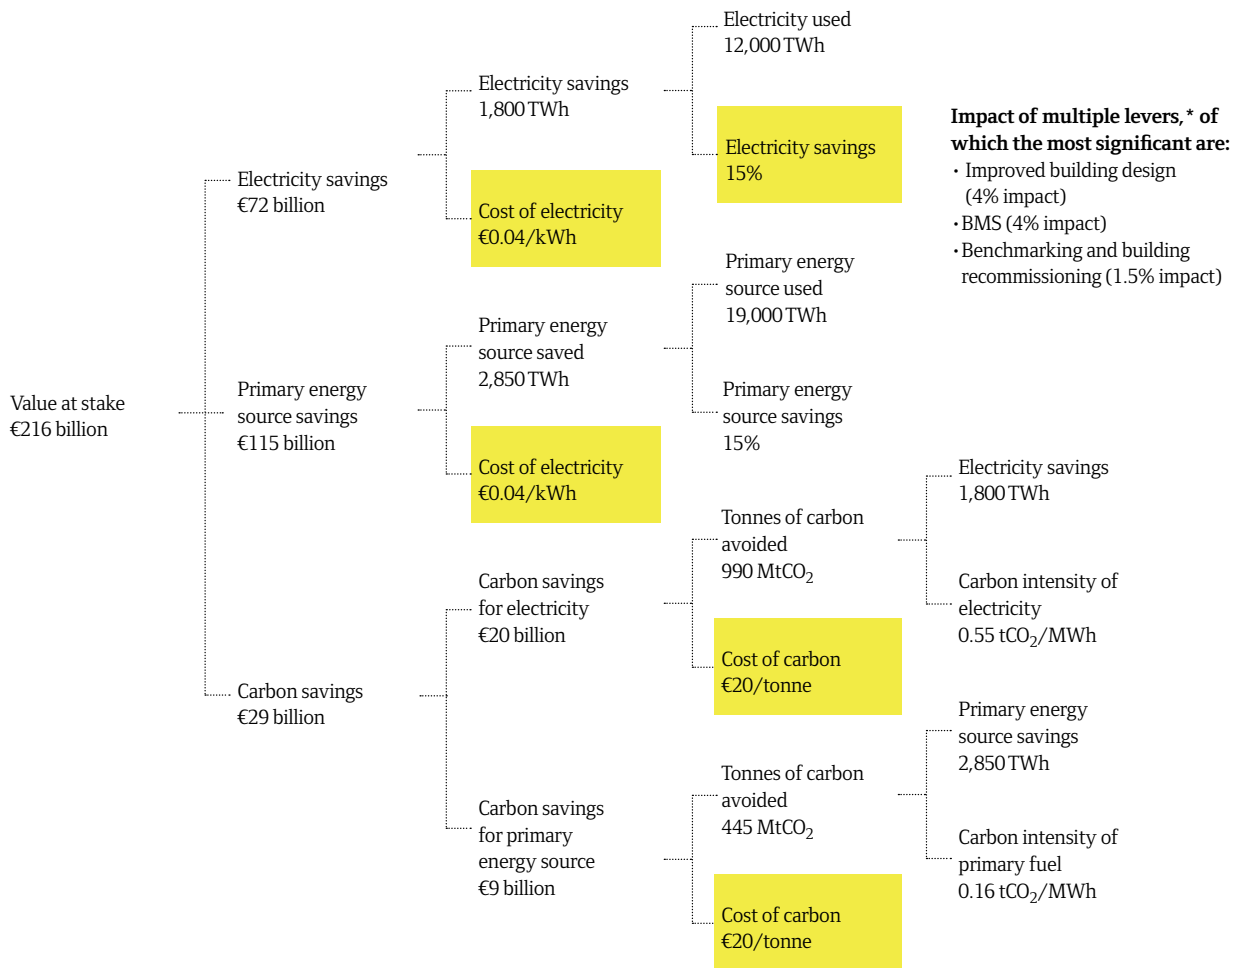 Value at stake
€216 billion
Electricity savings
€72 billion
Primary energy
source savings
€115 billion
Carbon savings
€29 billion
Electricity savings
1,800 TWh
Cost of electricity
€0.04/kWh
Primary energy
source saved
2,850 TWh
Cost of electricity
€0.04/kWh
Carbon savings
for electricity
€20 billion
Carbon savings
for primary
energy source
€9 billion
Electricity used
12,000 TWh
Electricity savings
15%
Primary energy
source used
19,000 TWh
Primary energy
source savings
15%
Tonnes of carbon
avoided
990 MtCO₂
Cost of carbon
€20/tonne
Tonnes of carbon
avoided
445 MtCO₂
Cost of carbon
€20/tonne
Impact of multiple levers,* of
which the most significant are:
· Improved building design
(4% impact)
· BMS (4% impact)
· Benchmarking and building
recommissioning (1.5% impact)
Electricity savings
1,800 TWh
Carbon intensity of
electricity
0.55 tCO₂/MWh
Primary energy
source savings
2,850 TWh
Carbon intensity of
primary fuel
0.16 tCO₂/MWh